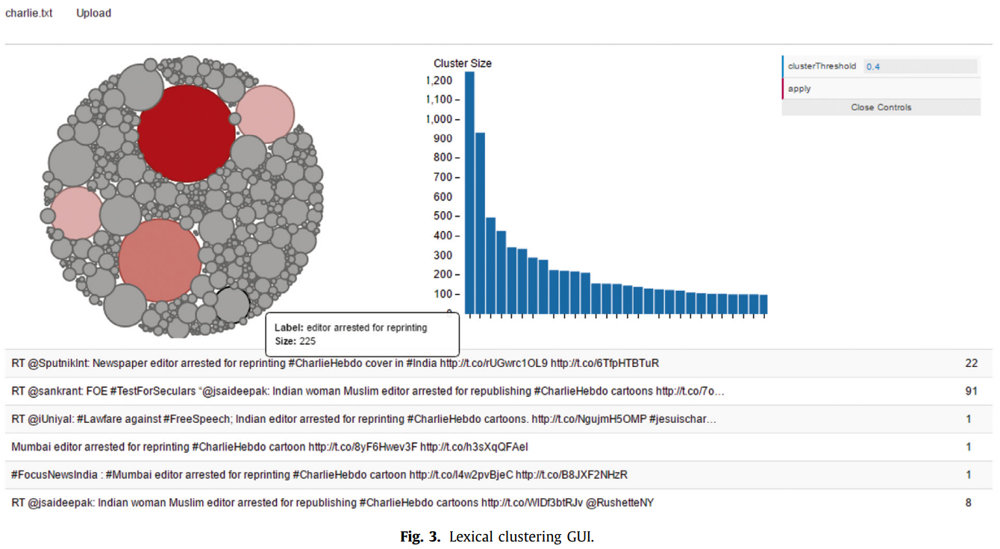 charlie.txt Upload
Cluster Size
1,200
1,100
1,000
900
800
700
600
500
400
300
200
100
0
clusterThreshold 0.4
apply
Close Controls
Label: editor arrested for reprinting
Size: 225
RT @SputnikInt: Newspaper editor arrested for reprinting #CharlieHebdo cover in #India http://t.co/rUGwrc1OL9 http://t.co/6TfpHTBTuR 22
RT @sankrant: FOE #TestForSeculars “@jsaideepak: Indian woman Muslim editor arrested for republishing #CharlieHebdo cartoons http://t.co/7o… 91
RT @iUniyal: #Lawfare against #FreeSpeech; Indian editor arrested for reprinting #CharlieHebdo cartoons. http://t.co/NgujmH5OMP #jesuischar… 1
Mumbai editor arrested for reprinting #CharlieHebdo cartoon http://t.co/8yF6Hwev3F http://t.co/h3sXqQFAeI 1
#FocusNewsIndia : #Mumbai editor arrested for reprinting #CharlieHebdo cartoon http://t.co/I4w2pvBjeC http://t.co/B8JXF2NHzR 1
RT @jsaideepak: Indian woman Muslim editor arrested for republishing #CharlieHebdo cartoons http://t.co/WIDf3btRJv @RushetteNY 8
Fig. 3. Lexical clustering GUI.